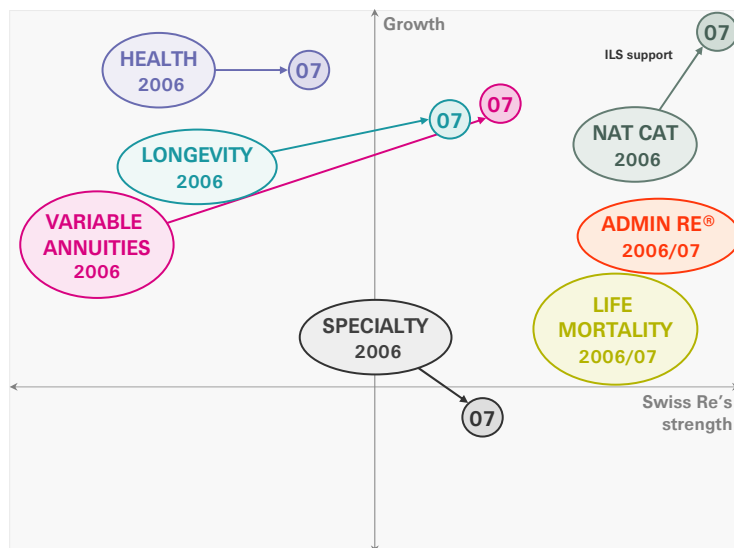 Growth
07
HEALTH
2006
07
ILS support
07
07
NAT CAT
2006
LONGEVITY
2006
VARIABLE
ANNUITIES
2006
ADMIN RE®
2006/07
LIFE
MORTALITY
2006/07
SPECIALTY
2006
Swiss Re's
strength
07